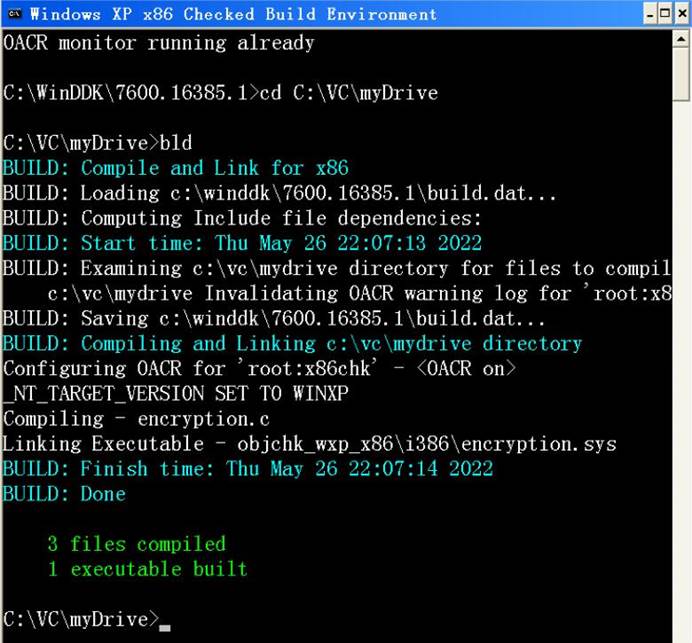 Windows XP x86 Checked Build Environment
OACR monitor running already
C:\WinDDK\7600.16385.1>cd C:\VC\myDrive
C:\VC\myDrive>bld
BUILD: Compile and Link for x86
BUILD: Loading c:\winddk\7600.16385.1\build.dat...
BUILD: Computing Include file dependencies:
BUILD: Start time: Thu May 26 22:07:13 2022
BUILD: Examining c:\vc\mydrive directory for files to compil
    c:\vc\mydrive Invalidating OACR warning log for 'root:x8
BUILD: Saving c:\winddk\7600.16385.1\build.dat...
BUILD: Compiling and Linking c:\vc\mydrive directory
Configuring OACR for 'root:x86chk' - <OACR on>
_NT_TARGET_VERSION SET TO WINXP
Compiling - encryption.c
Linking Executable - objchk_wxp_x86\i386\encryption.sys
BUILD: Finish time: Thu May 26 22:07:14 2022
BUILD: Done
    3 files compiled
    1 executable built
C:\VC\myDrive>_